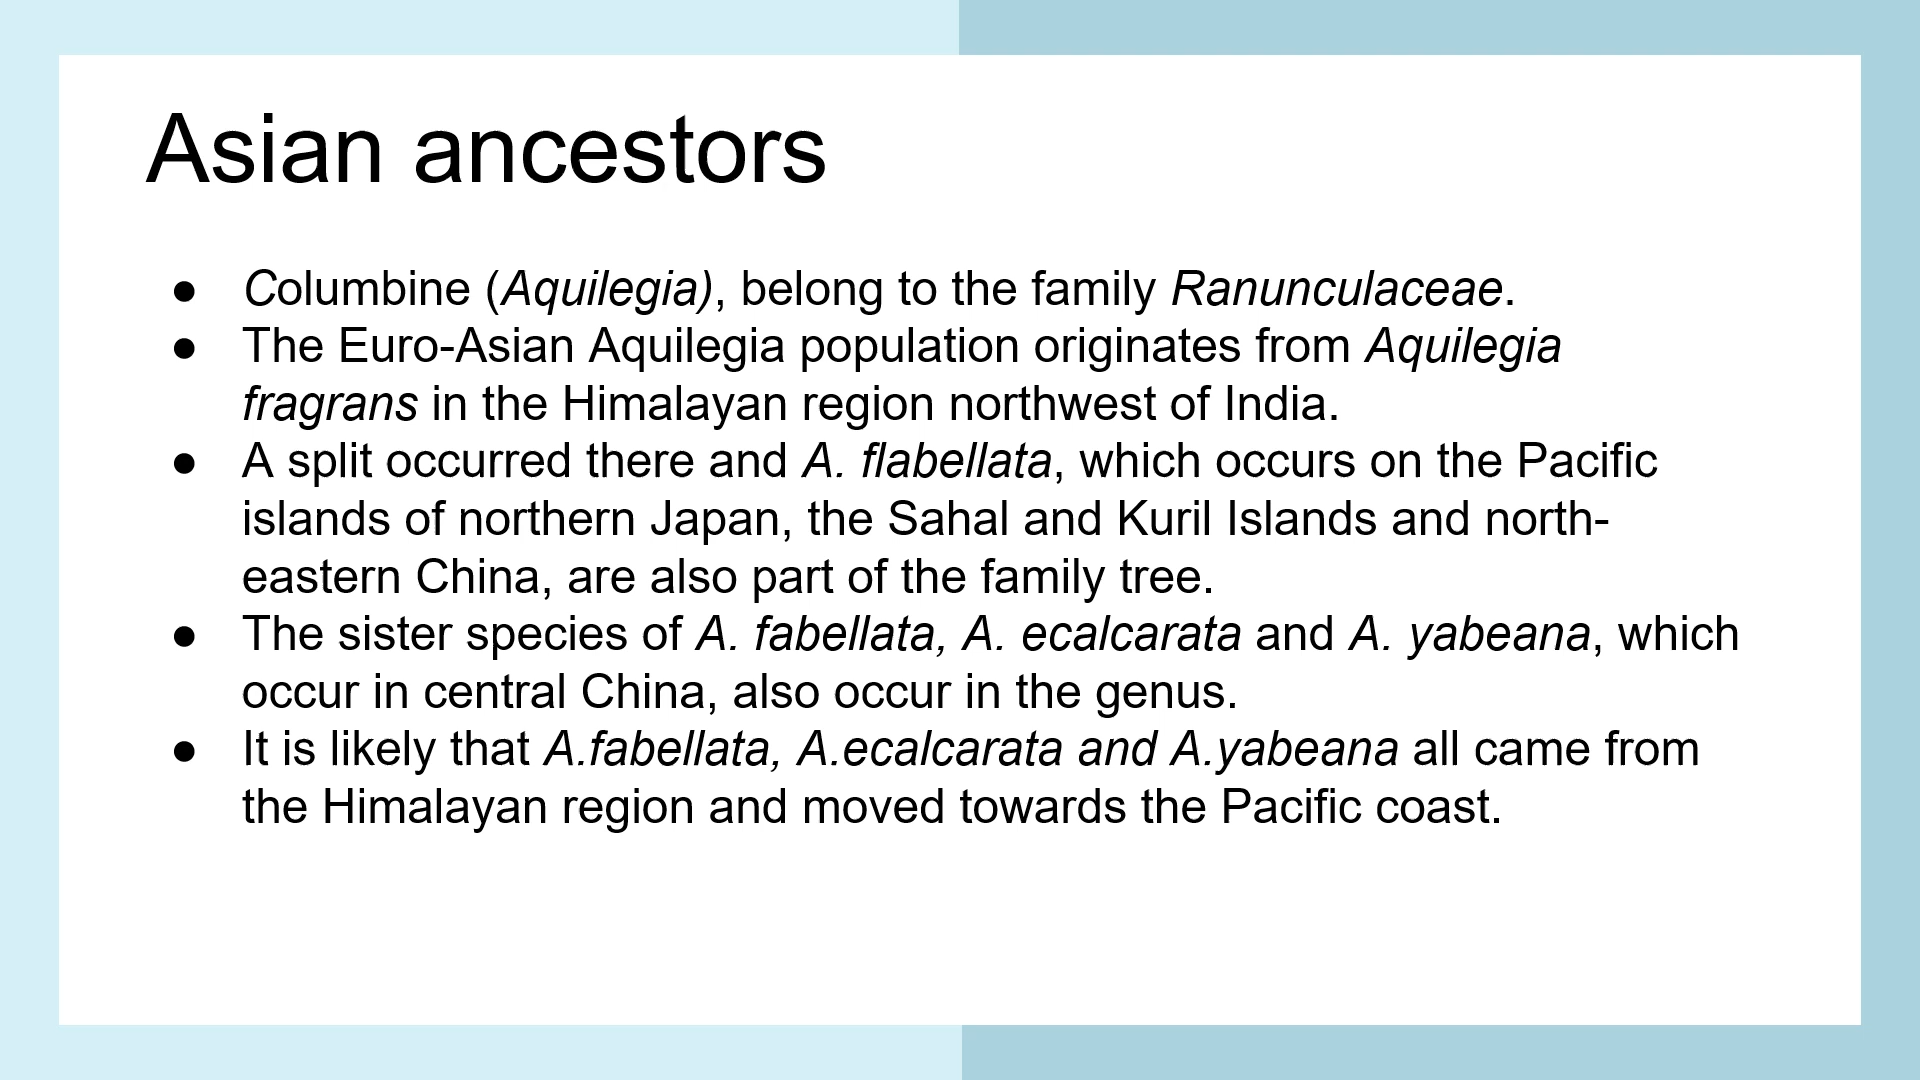 Asian ancestors
● Columbine (Aquilegia), belong to the family Ranunculaceae.
● The Euro-Asian Aquilegia population originates from Aquilegia
fragrans in the Himalayan region northwest of India.
● A split occurred there and A. flabellata, which occurs on the Pacific
islands of northern Japan, the Sahal and Kuril Islands and north-
eastern China, are also part of the family tree.
● The sister species of A. fabellata, A. ecalcarata and A. yabeana, which
occur in central China, also occur in the genus.
● It is likely that A.fabellata, A.ecalcarata and A.yabeana all came from
the Himalayan region and moved towards the Pacific coast.